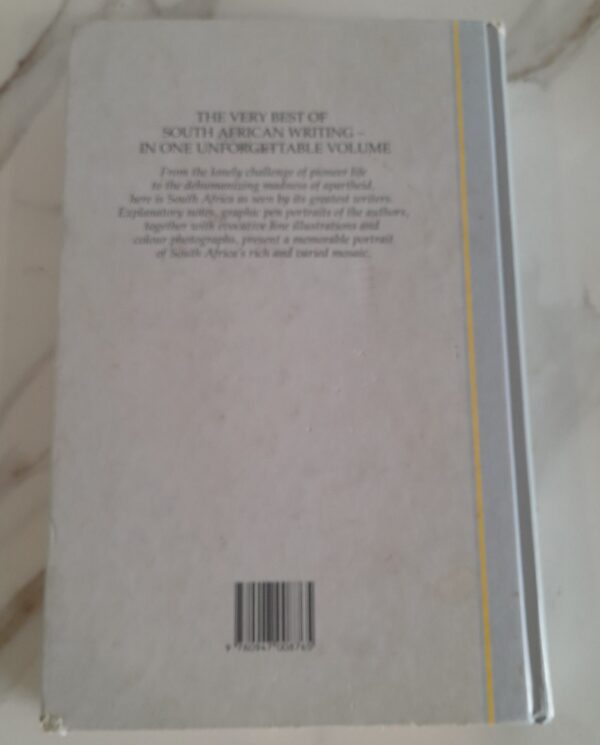 THE VERY BEST OF
SOUTH AFRICAN WRITING –
IN ONE UNFORGETTABLE VOLUME
From the lonely challenge of pioneer life
to the dehumanizing madness of apartheid,
here is South Africa as seen by its greatest writers.
Explanatory notes, graphic pen portraits of the authors,
together with evocative line illustrations and
colour photographs, present a memorable portrait
of South Africa's rich and varied mosaic.
9 780947 008765